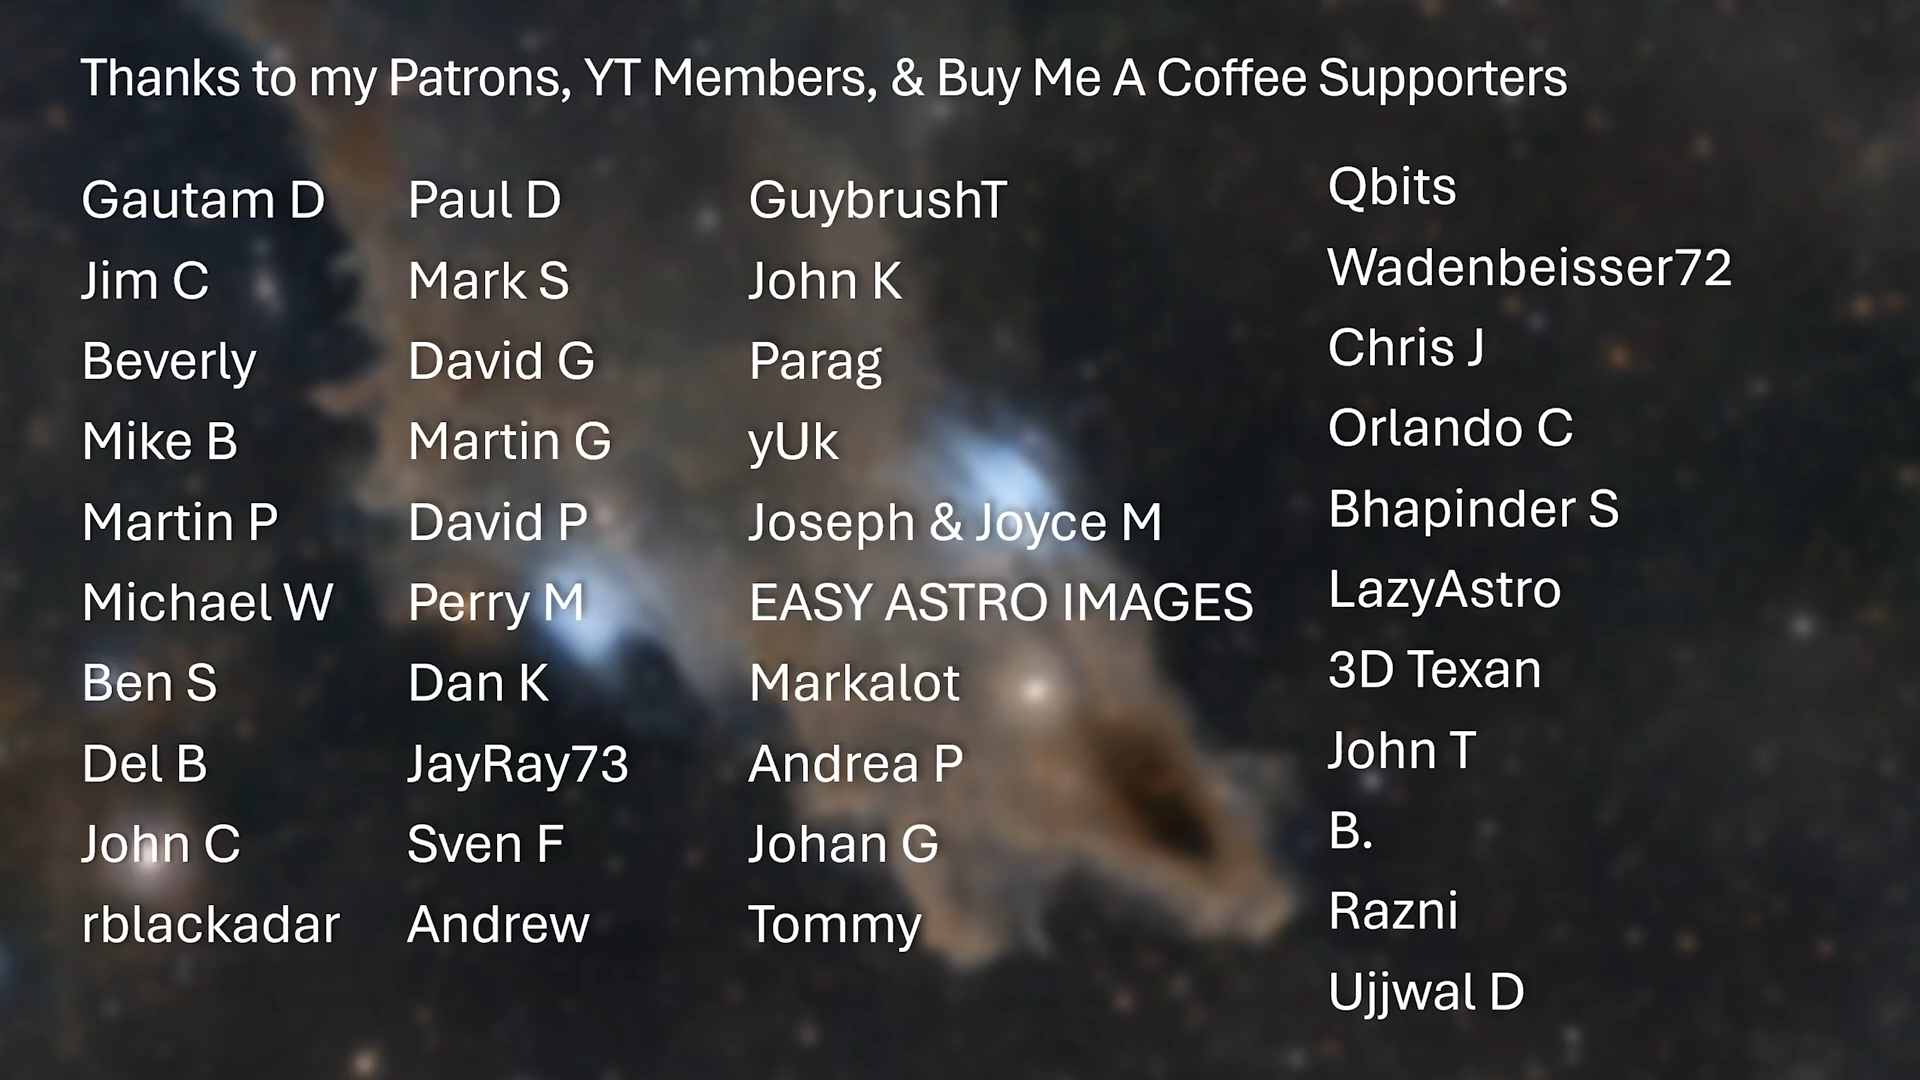 Thanks to my Patrons, YT Members, & Buy Me A Coffee Supporters
Gautam D
Jim C
Beverly
Mike B
Martin P
Michael W
Ben S
Del B
John C
rblackadar
Paul D
Mark S
David G
Martin G
David P
Perry M
Dan K
JayRay73
Sven F
Andrew
GuybrushT
John K
Parag
yUk
Joseph & Joyce M
EASY ASTRO IMAGES
Markalot
Andrea P
Johan G
Tommy
Qbits
Wadenbeisser72
Chris J
Orlando C
Bhapinder S
LazyAstro
3D Texan
John T
B.
Razni
Ujjwal D